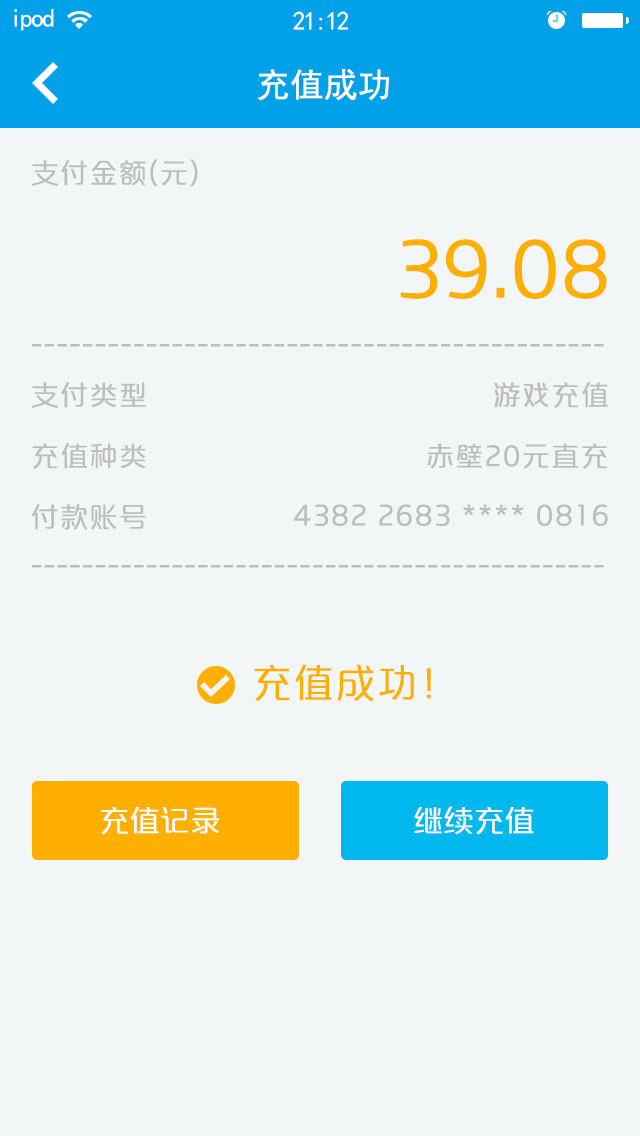 ipod 21:12
充值成功
支付金额(元)
39.08
支付类型 游戏充值
充值种类 赤壁20元直充
付款账号 4382 2683 **** 0816
充值成功!
充值记录 继续充值